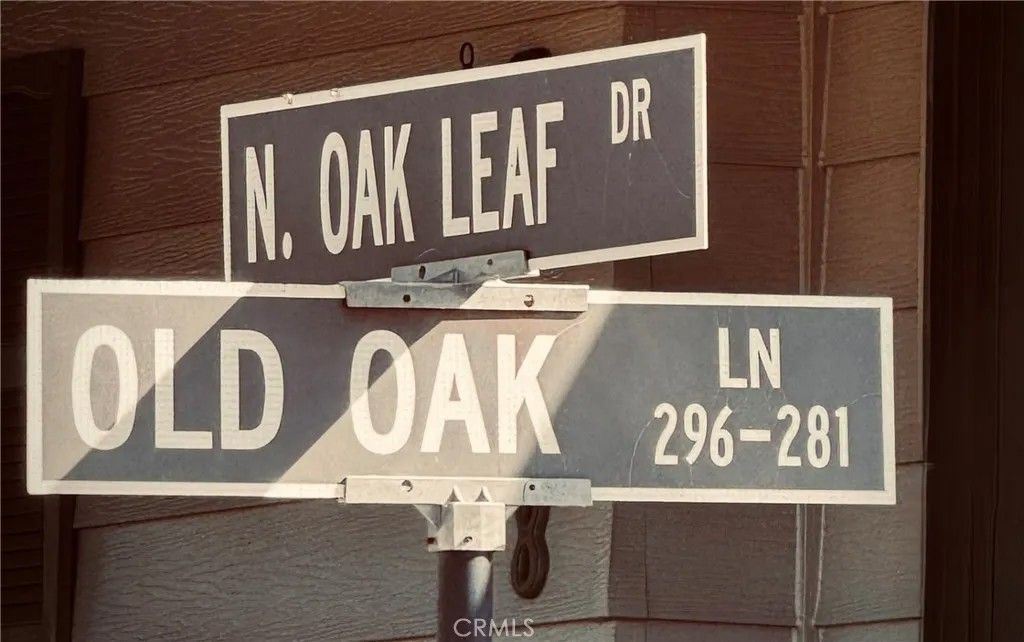 N. OAK LEAF DR
OLD OAK LN
296-281
CRMLS